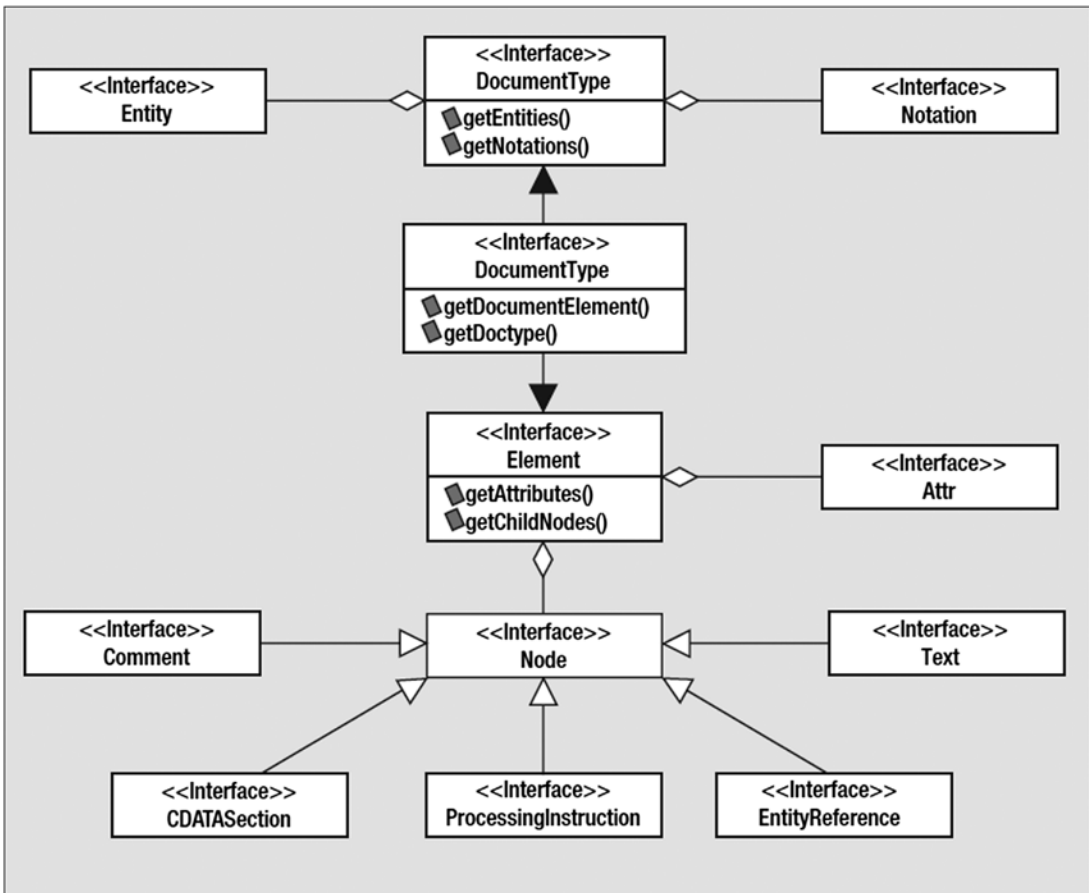 <<Interface>>
DocumentType
getEntities()
getNotations()
<<Interface>>
Entity
<<Interface>>
Notation
<<Interface>>
DocumentType
getDocumentElement()
getDoctype()
<<Interface>>
Element
getAttributes()
getChildNodes()
<<Interface>>
Attr
<<Interface>>
Comment
<<Interface>>
Node
<<Interface>>
Text
<<Interface>>
CDATASection
<<Interface>>
ProcessingInstruction
<<Interface>>
EntityReference